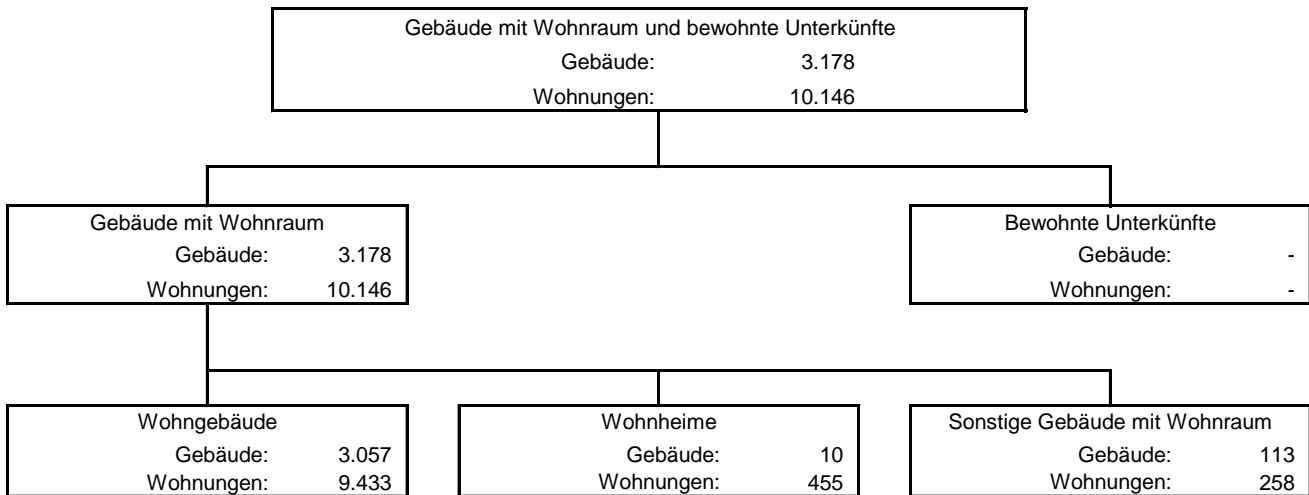 Gebäude mit Wohnraum und bewohnte Unterkünfte
Gebäude: 3.178
Wohnungen: 10.146
Gebäude mit Wohnraum
Gebäude: 3.178
Wohnungen: 10.146
Bewohnte Unterkünfte
Gebäude: -
Wohnungen: -
Wohngebäude
Gebäude: 3.057
Wohnungen: 9.433
Wohnheime
Gebäude: 10
Wohnungen: 455
Sonstige Gebäude mit Wohnraum
Gebäude: 113
Wohnungen: 258